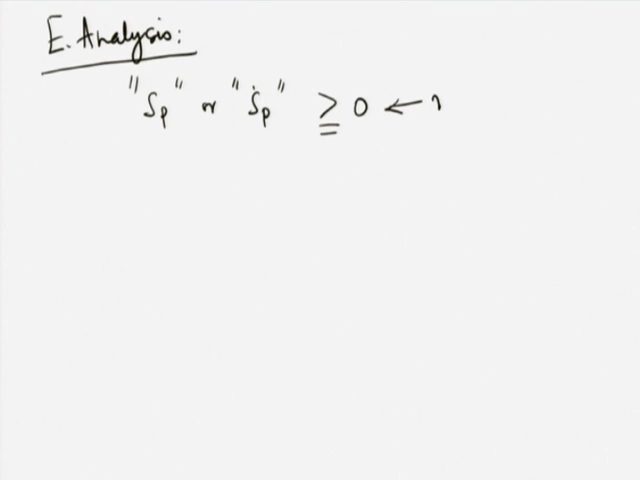 E. Analysis:
"Sp" or "Ṡp" ≥ 0 ←